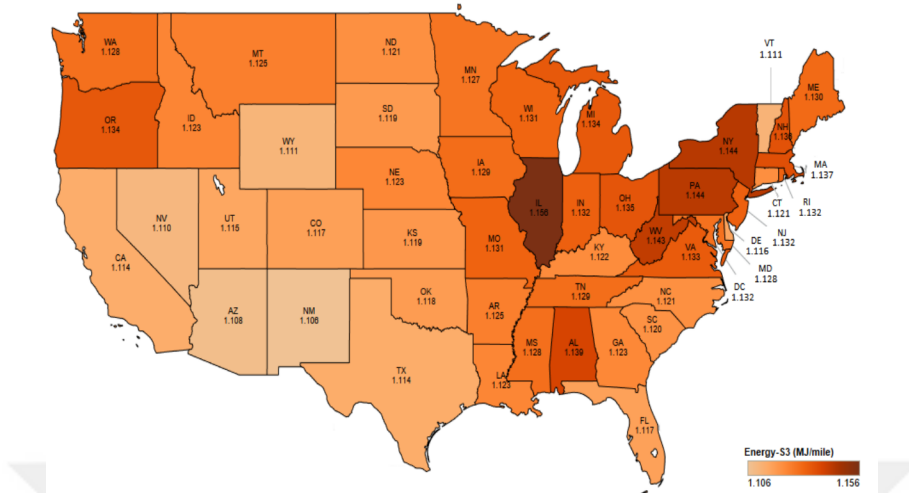 WA
1.128
MT
1.125
ND
1.121
MN
1.127
VT
1.111
ME
1.130
OR
1.134
ID
1.123
SD
1.119
WI
1.131
MI
1.134
NY
1.144
NH
MA
1.137
WY
1.111
IA
1.129
NE
1.123
PA
1.144
RI
1.132
CT
1.121
NJ
1.132
NV
1.110
UT
CO
1.117
KS
1.119
MO
1.131
IL
1.156
IN
1.132
OH
1.135
WV
1.143
VA
1.133
DE
1.116
MD
1.128
DC
1.132
KY
1.122
CA
1.114
AZ
1.108
NM
1.106
OK
1.118
AR
1.125
TN
1.129
NC
1.121
SC
1.120
MS
1.128
AL
1.139
GA
1.123
TX
1.114
LA
1.123
FL
1.117
Energy-S3 (MJ/mile)
1.106 1.156